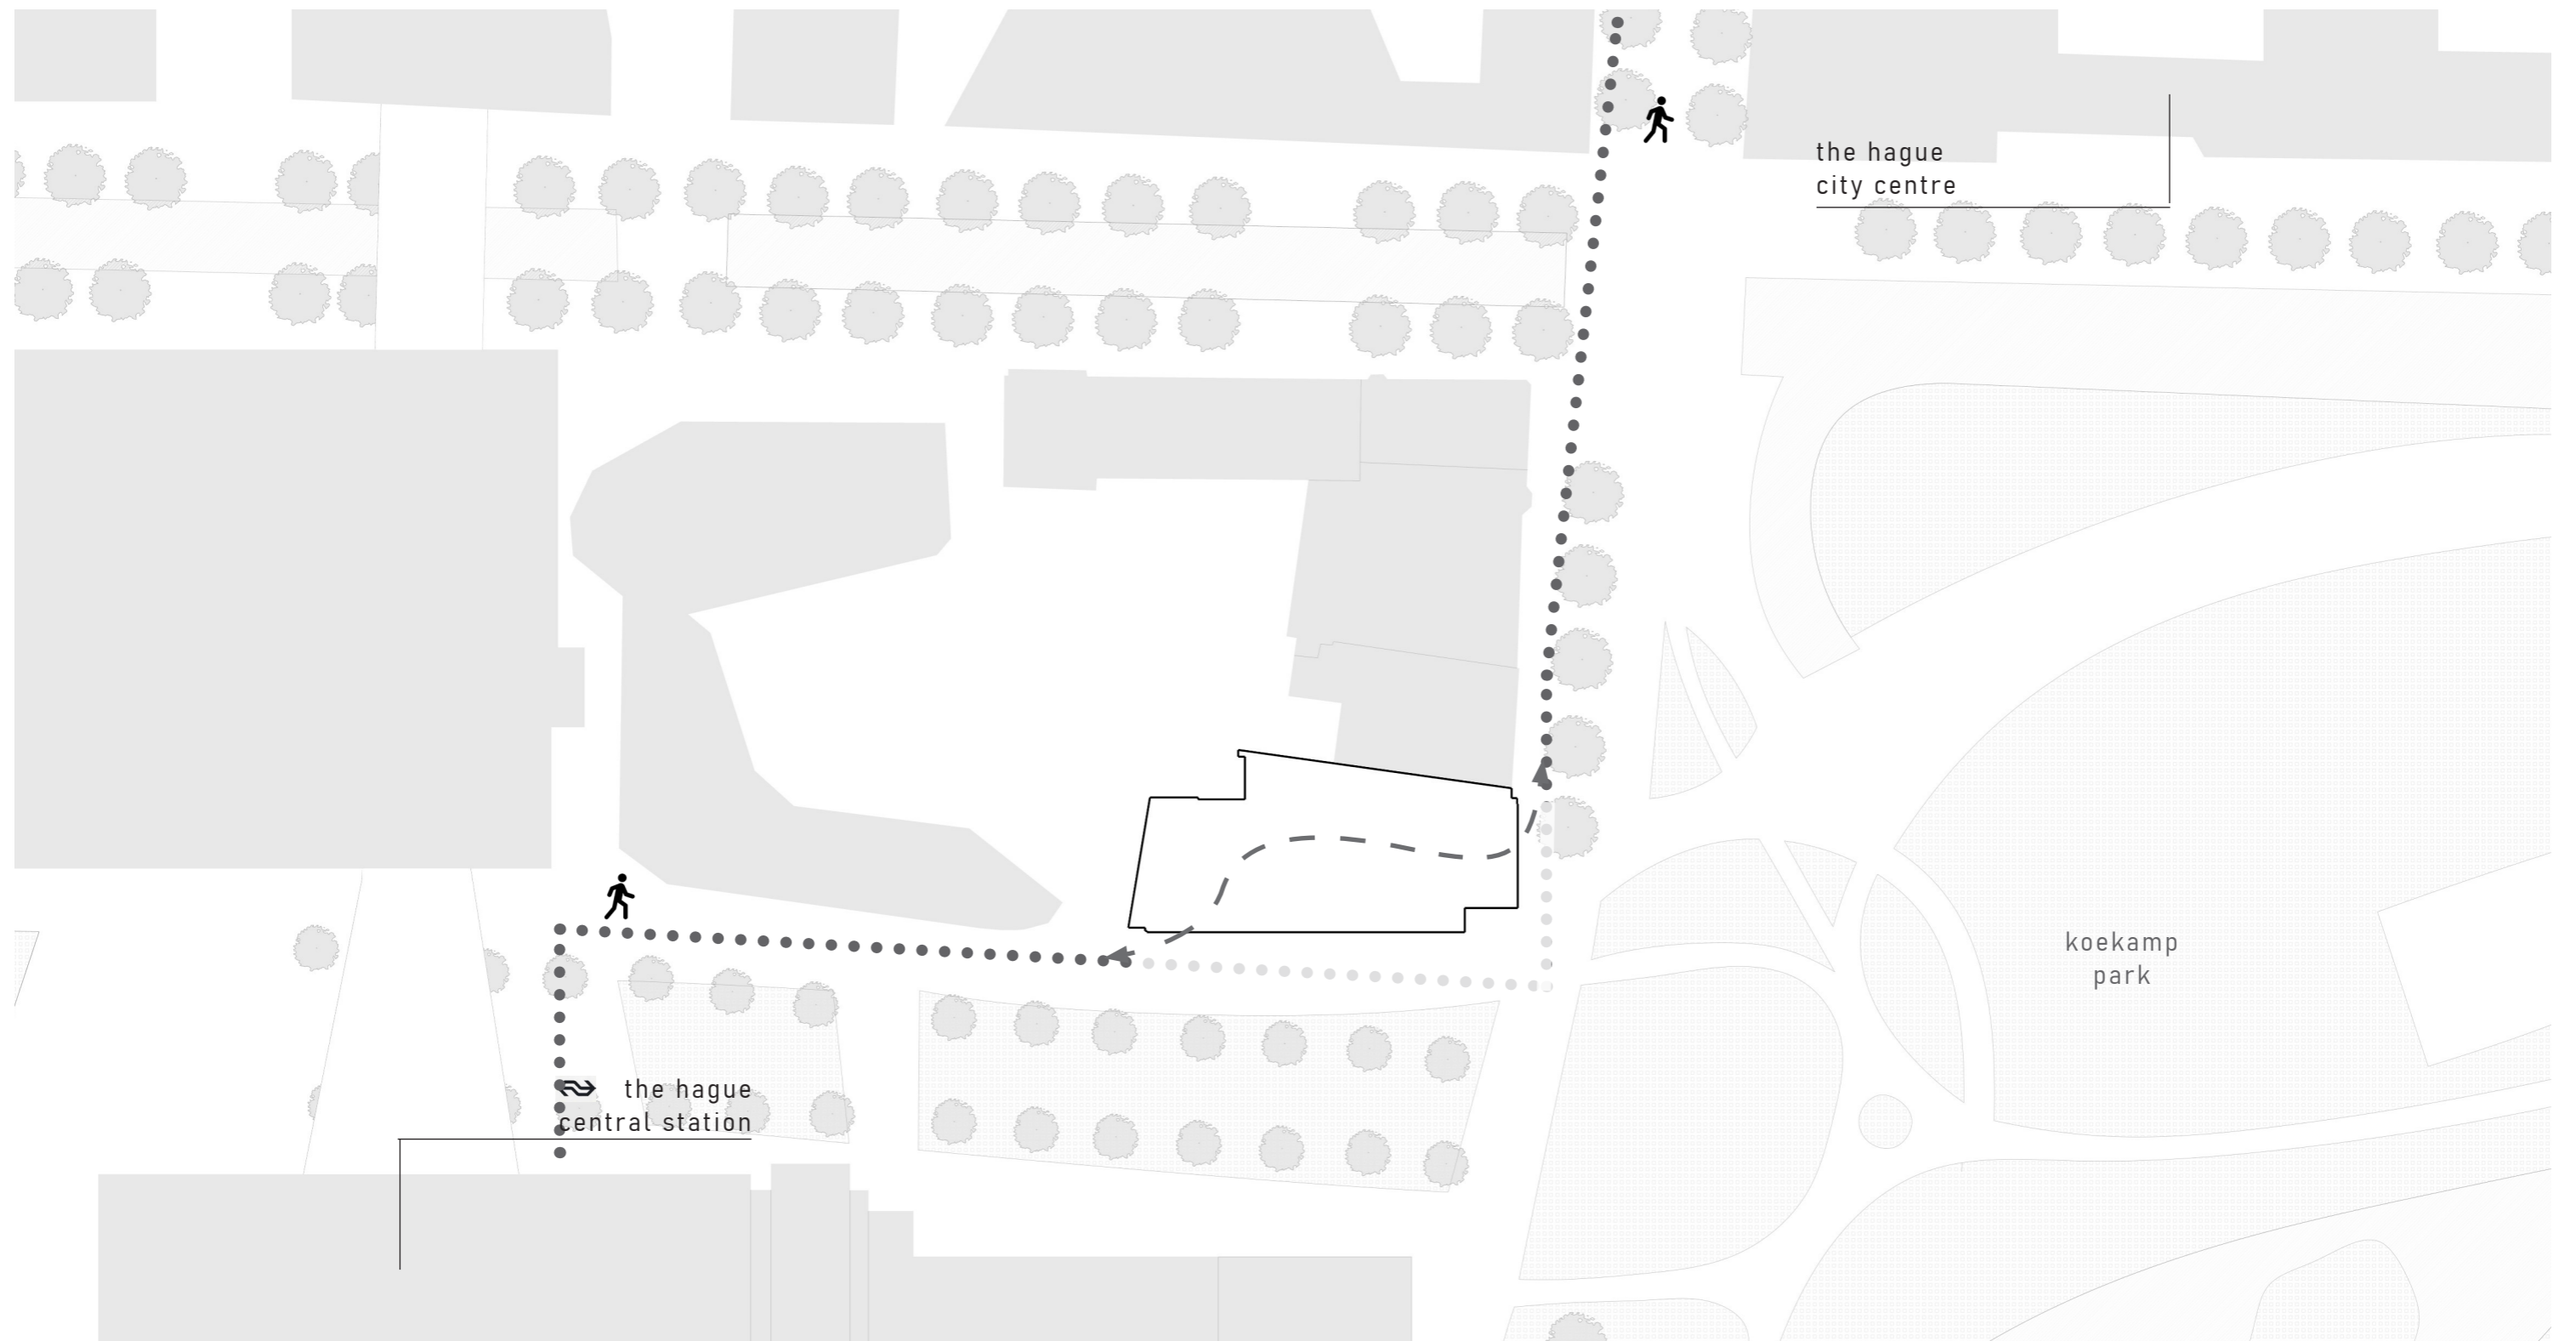 the hague
city centre
koekamp
park
the hague
central station